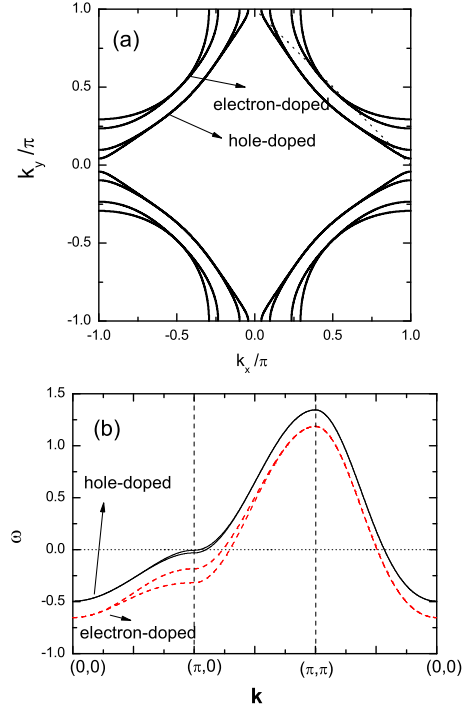 (a)
1.0
0.5
0.0
-0.5
-1.0
k_y/π
electron-doped
hole-doped
-1.0 -0.5 0.0 0.5 1.0
k_x/π
(b)
1.5
1.0
0.5
0.0
-0.5
-1.0
ω
hole-doped
electron-doped
(0,0) (π,0) (π,π) (0,0)
k